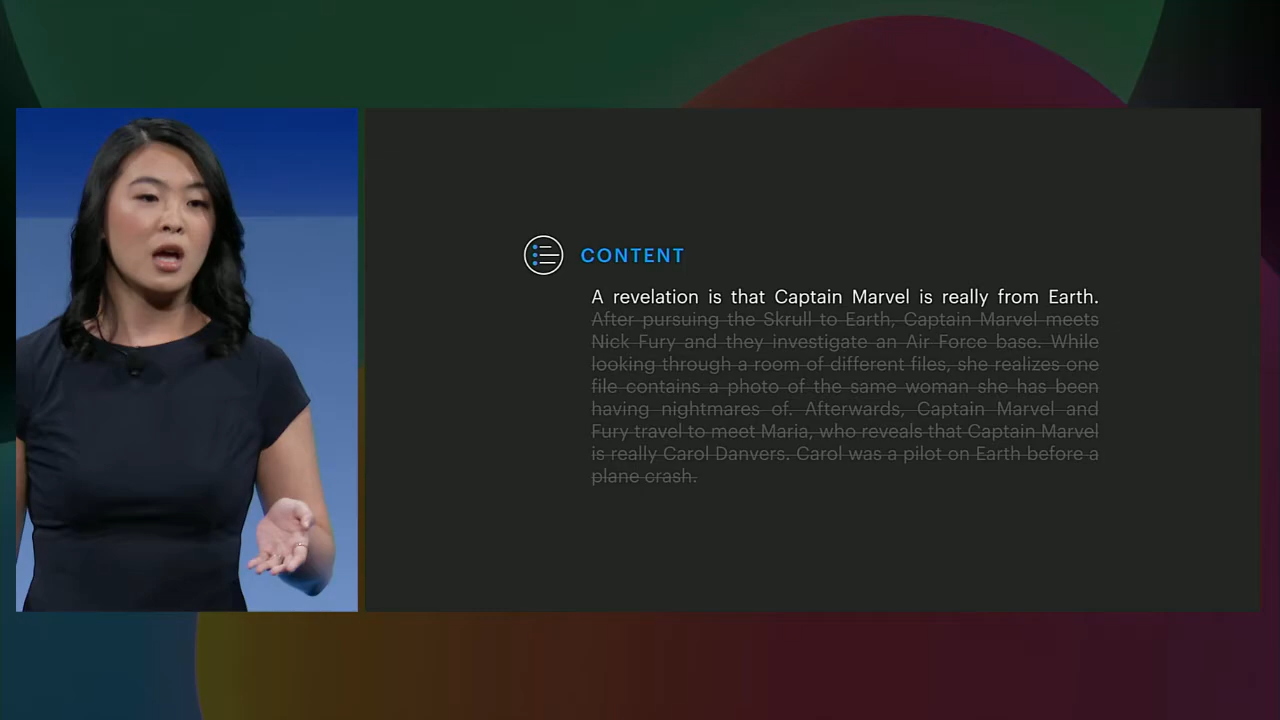 CONTENT
A revelation is that Captain Marvel is really from Earth.
After pursuing the Skrull to Earth, Captain Marvel meets
Nick Fury and they investigate an Air Force base. While
looking through a room of different files, she realizes one
file contains a photo of the same woman she has been
having nightmares of. Afterwards, Captain Marvel and
Fury travel to meet Maria, who reveals that Captain Marvel
is really Carol Danvers. Carol was a pilot on Earth before a
plane crash.